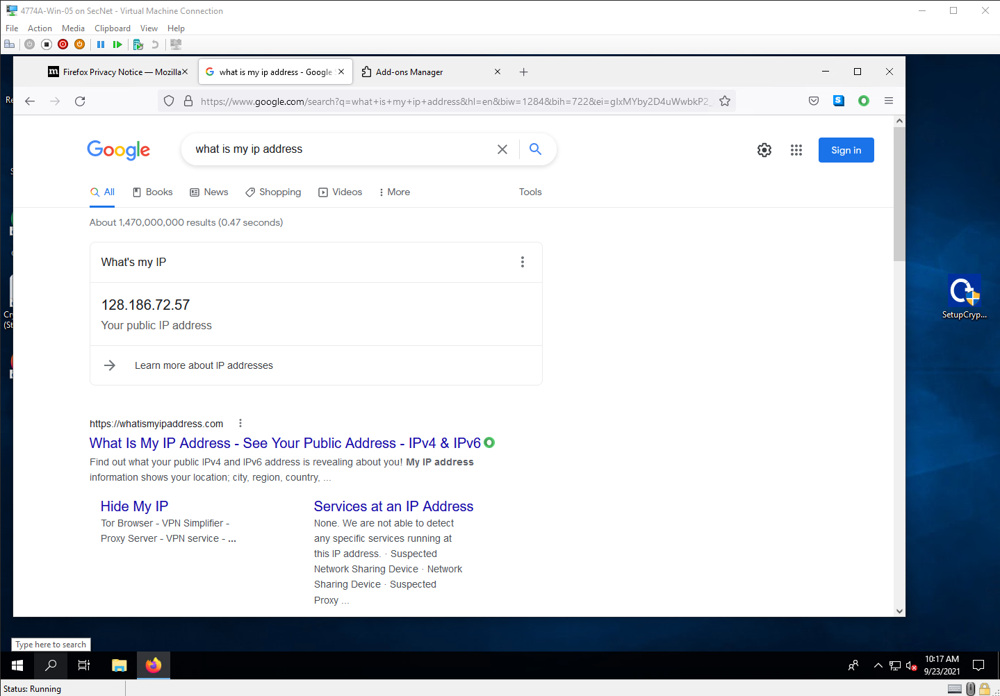 4774A-Win-05 on SecNet - Virtual Machine Connection
File Action Media Clipboard View Help
Firefox Privacy Notice — Mozilla
what is my ip address - Google
Add-ons Manager
https://www.google.com/search?q=what+is+my+ip+address&hl=en&biw=1284&bih=722&ei=
Google
what is my ip address
Sign in
All Books News Shopping Videos More Tools
About 1,470,000,000 results (0.47 seconds)
What's my IP
128.186.72.57
Your public IP address
Learn more about IP addresses
https://whatismyipaddress.com
What Is My IP Address - See Your Public Address - IPv4 & IPv6
Find out what your public IPv4 and IPv6 address is revealing about you! My IP address
information shows your location; city, region, country, ...
Hide My IP
Tor Browser - VPN Simplifier -
Proxy Server - VPN service - ...
Services at an IP Address
None. We are not able to detect
any specific services running at
this IP address. · Suspected
Network Sharing Device · Network
Sharing Device · Suspected
Proxy ...
SetupCryp...
Type here to search
10:17 AM
9/23/2021
Status: Running